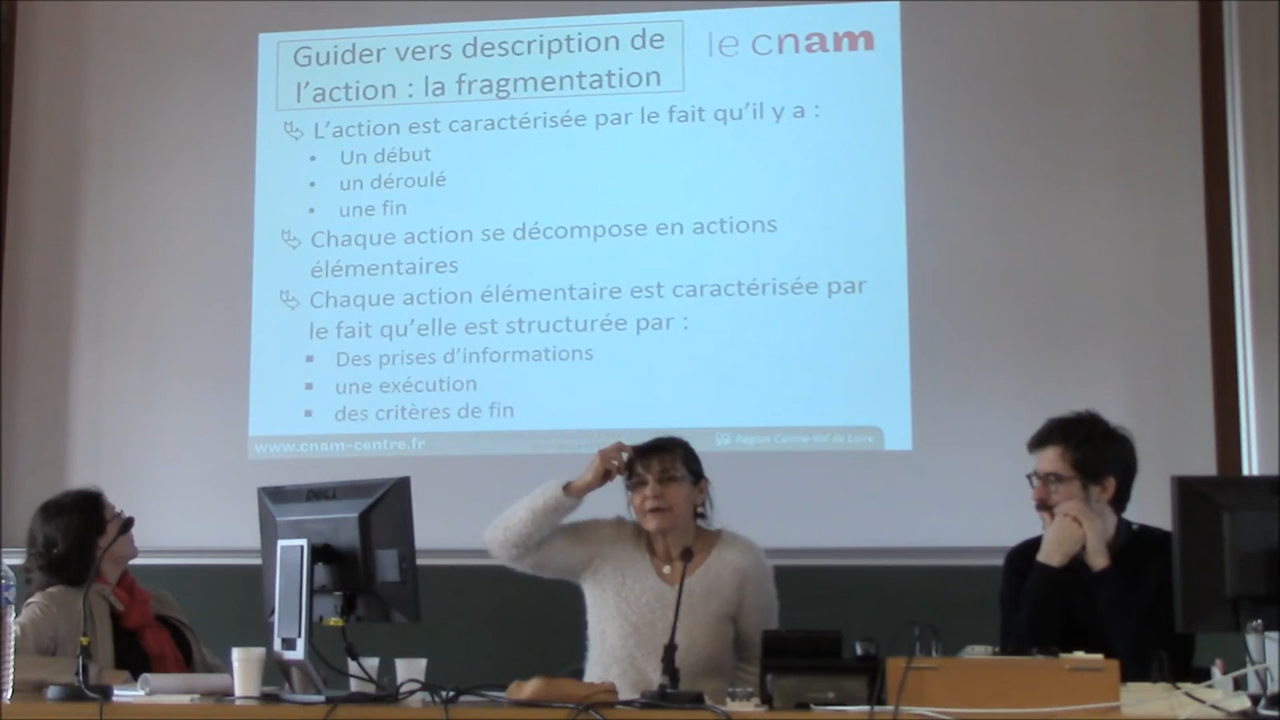 Guider vers description de
l'action : la fragmentation
le cnam
L'action est caractérisée par le fait qu'il y a :
• Un début
• un déroulé
• une fin
Chaque action se décompose en actions
élémentaires
Chaque action élémentaire est caractérisée par
le fait qu'elle est structurée par :
▪ Des prises d'informations
▪ une exécution
▪ des critères de fin
www.cnam-centre.fr
Région Centre-Val de Loire
DELL